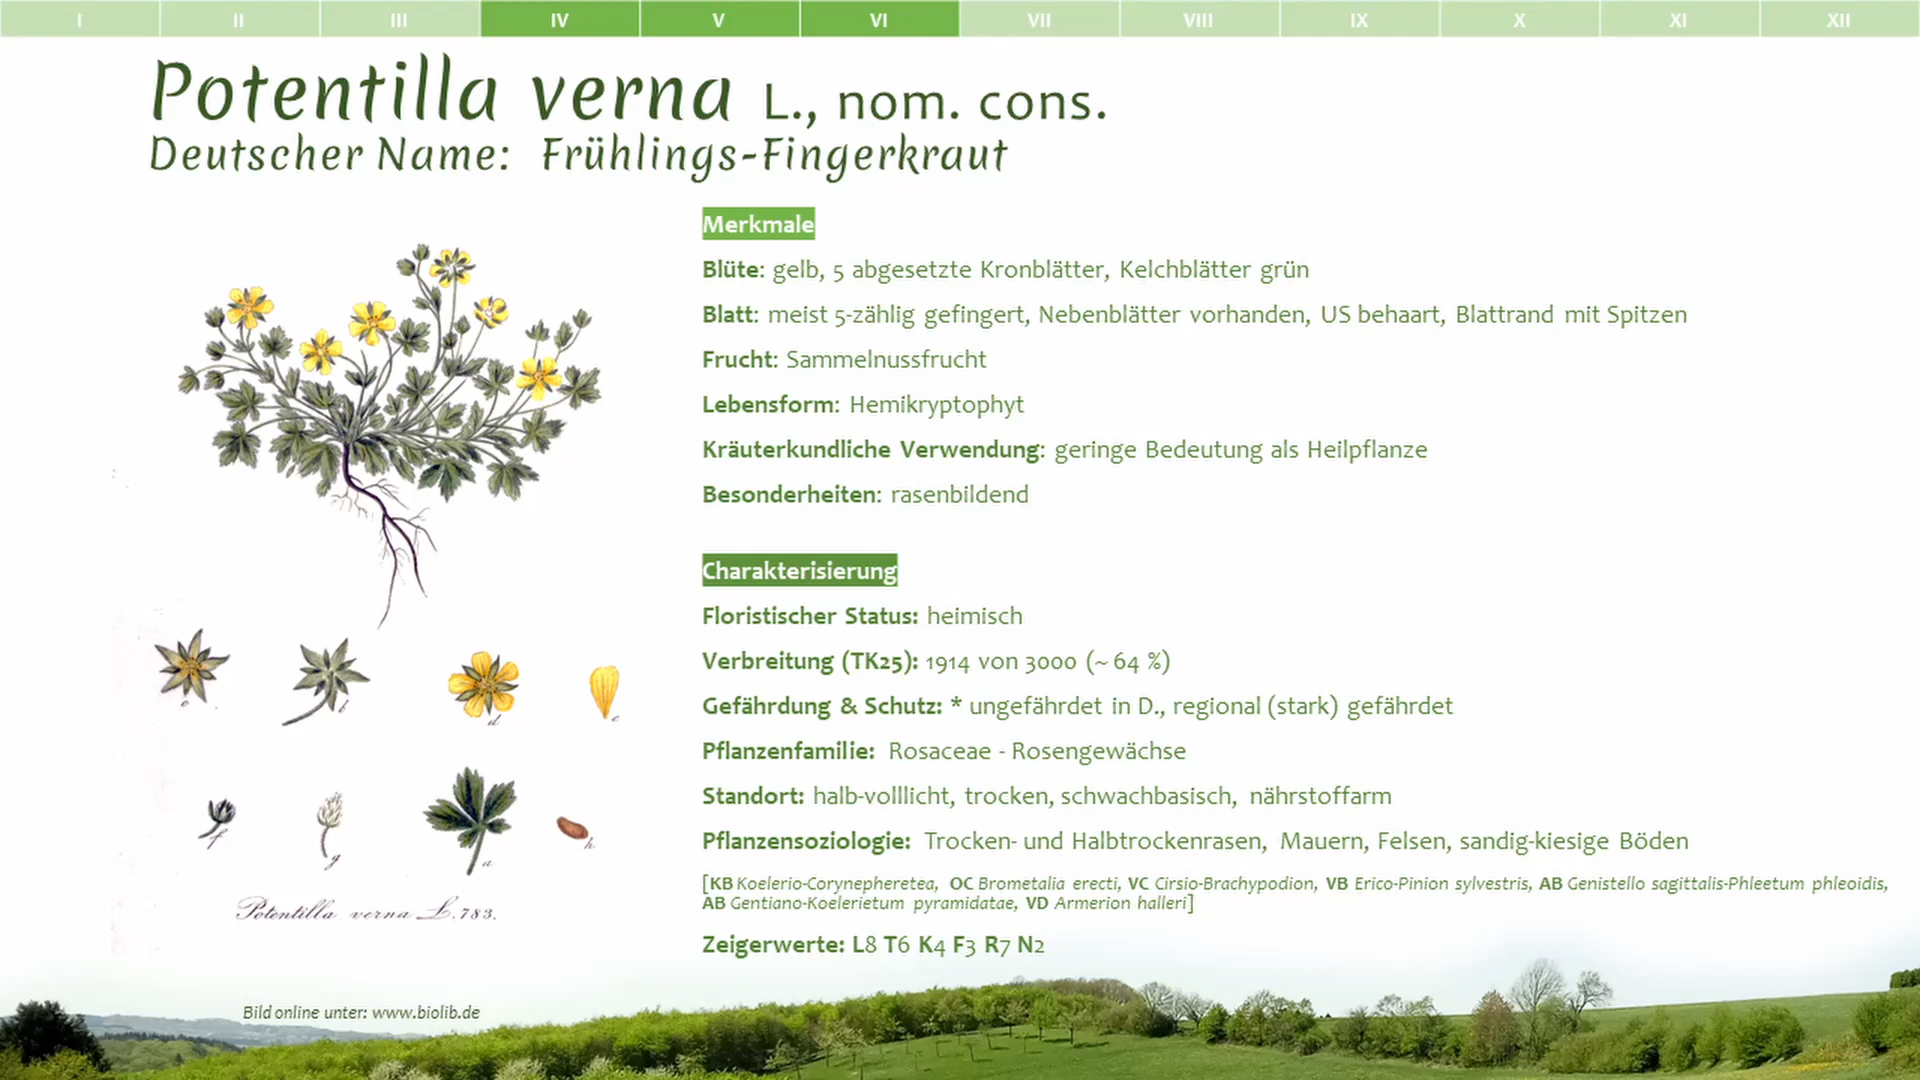 I II III IV V VI VII VIII IX X XI XII
Potentilla verna L., nom. cons.
Deutscher Name: Frühlings-Fingerkraut
Merkmale
Blüte: gelb, 5 abgesetzte Kronblätter, Kelchblätter grün
Blatt: meist 5-zählig gefingert, Nebenblätter vorhanden, US behaart, Blattrand mit Spitzen
Frucht: Sammelnussfrucht
Lebensform: Hemikryptophyt
Kräuterkundliche Verwendung: geringe Bedeutung als Heilpflanze
Besonderheiten: rasenbildend
Charakterisierung
Floristischer Status: heimisch
Verbreitung (TK25): 1914 von 3000 (~ 64 %)
Gefährdung & Schutz: * ungefährdet in D., regional (stark) gefährdet
Pflanzenfamilie: Rosaceae - Rosengewächse
Standort: halb-volllicht, trocken, schwachbasisch, nährstoffarm
Pflanzensoziologie: Trocken- und Halbtrockenrasen, Mauern, Felsen, sandig-kiesige Böden
[KB Koelerio-Corynepheretea, OC Brometalia erecti, VC Cirsio-Brachypodion, VB Erico-Pinion sylvestris, AB Genistello sagittalis-Phleetum phleoidis,
AB Gentiano-Koelerietum pyramidatae, VD Armerion halleri]
Zeigerwerte: L8 T6 K4 F3 R7 N2
b d
f g a h
Potentilla verna L. 783.
Bild online unter: www.biolib.de